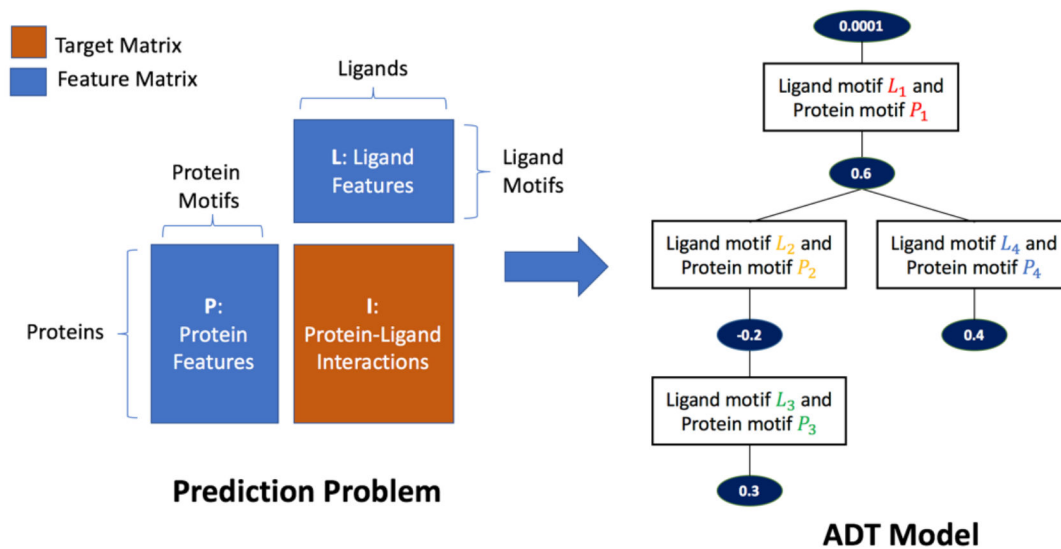 Target Matrix
Feature Matrix
Ligands
L: Ligand
Features
Ligand
Motifs
Protein
Motifs
Proteins
P:
Protein
Features
I:
Protein-Ligand
Interactions
Prediction Problem
0.0001
Ligand motif L₁ and
Protein motif P₁
0.6
Ligand motif L₂ and
Protein motif P₂
Ligand motif L₄ and
Protein motif P₄
-0.2
0.4
Ligand motif L₃ and
Protein motif P₃
0.3
ADT Model